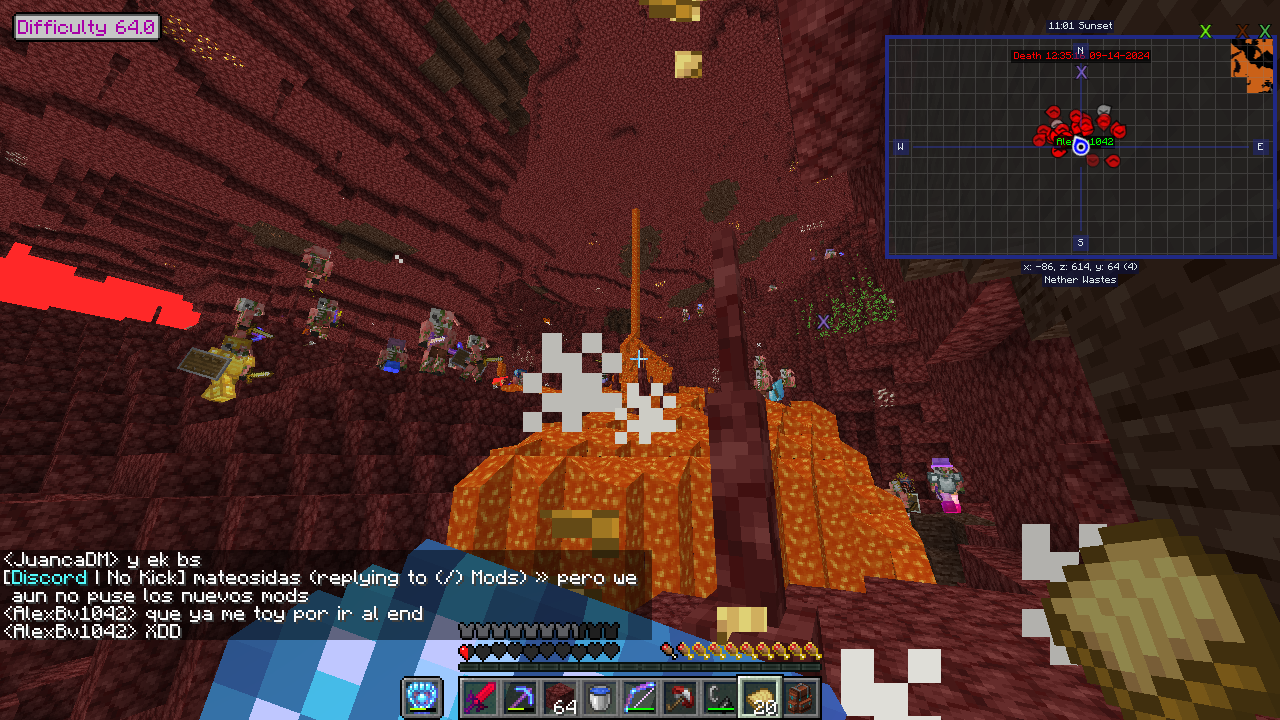 Difficulty 64.0
11:01 Sunset
X X X
Death 12:35:16 09-14-2024
N
X
W
E
S
x: -86, z: 614, y: 64 (4)
Nether Wastes
X
<JuancaDM> y ek bs
[Discord | No Kick] mateosidas (replying to (/) Mods) » pero we
aun no puse los nuevos mods
<AlexBv1042> que ya me toy por ir al end
<AlexBv1042> XDD
64
20